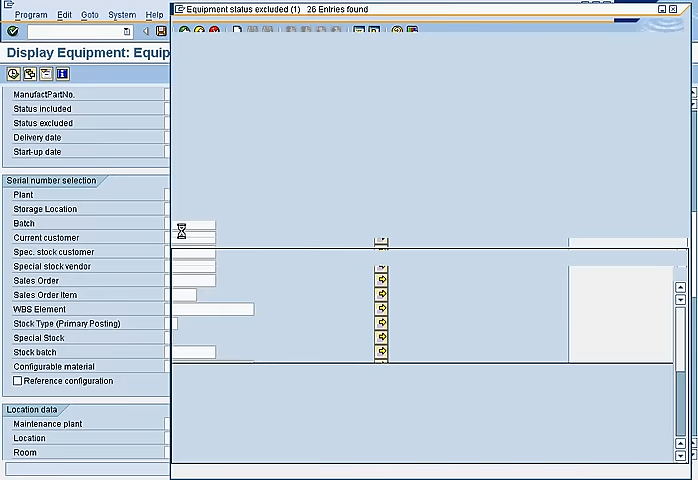 Equipment status excluded (1) 26 Entries found
Program Edit Goto System Help
Display Equipment: Equip
ManufactPartNo.
Status included
Status excluded
Delivery date
Start-up date
Serial number selection
Plant
Storage Location
Batch
Current customer
Spec. stock customer
Special stock vendor
Sales Order
Sales Order Item
WBS Element
Stock Type (Primary Posting)
Special Stock
Stock batch
Configurable material
Reference configuration
Location data
Maintenance plant
Location
Room